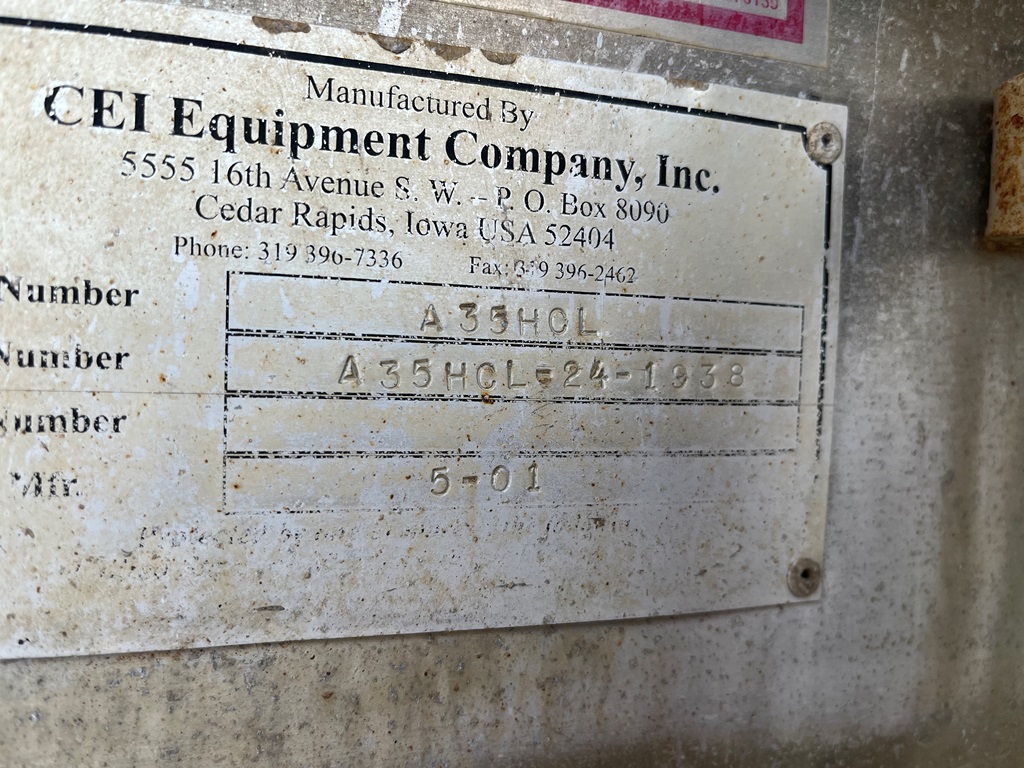 Manufactured By
CEI Equipment Company, Inc.
5555 16th Avenue S. W. – P. O. Box 8090
Cedar Rapids, Iowa USA 52404
Phone: 319 396-7336 Fax: 319 396-2462
Number A35HCL
Number A35HCL-24-1938
Number
Mfr. 5-01